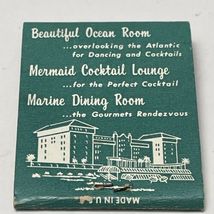 Beautiful Ocean Room
...overlooking the Atlantic
for Dancing and Cocktails
Mermaid Cocktail Lounge
...for the Perfect Cocktail
Marine Dining Room
...the Gourmets Rendezvous
MADE IN U.S.